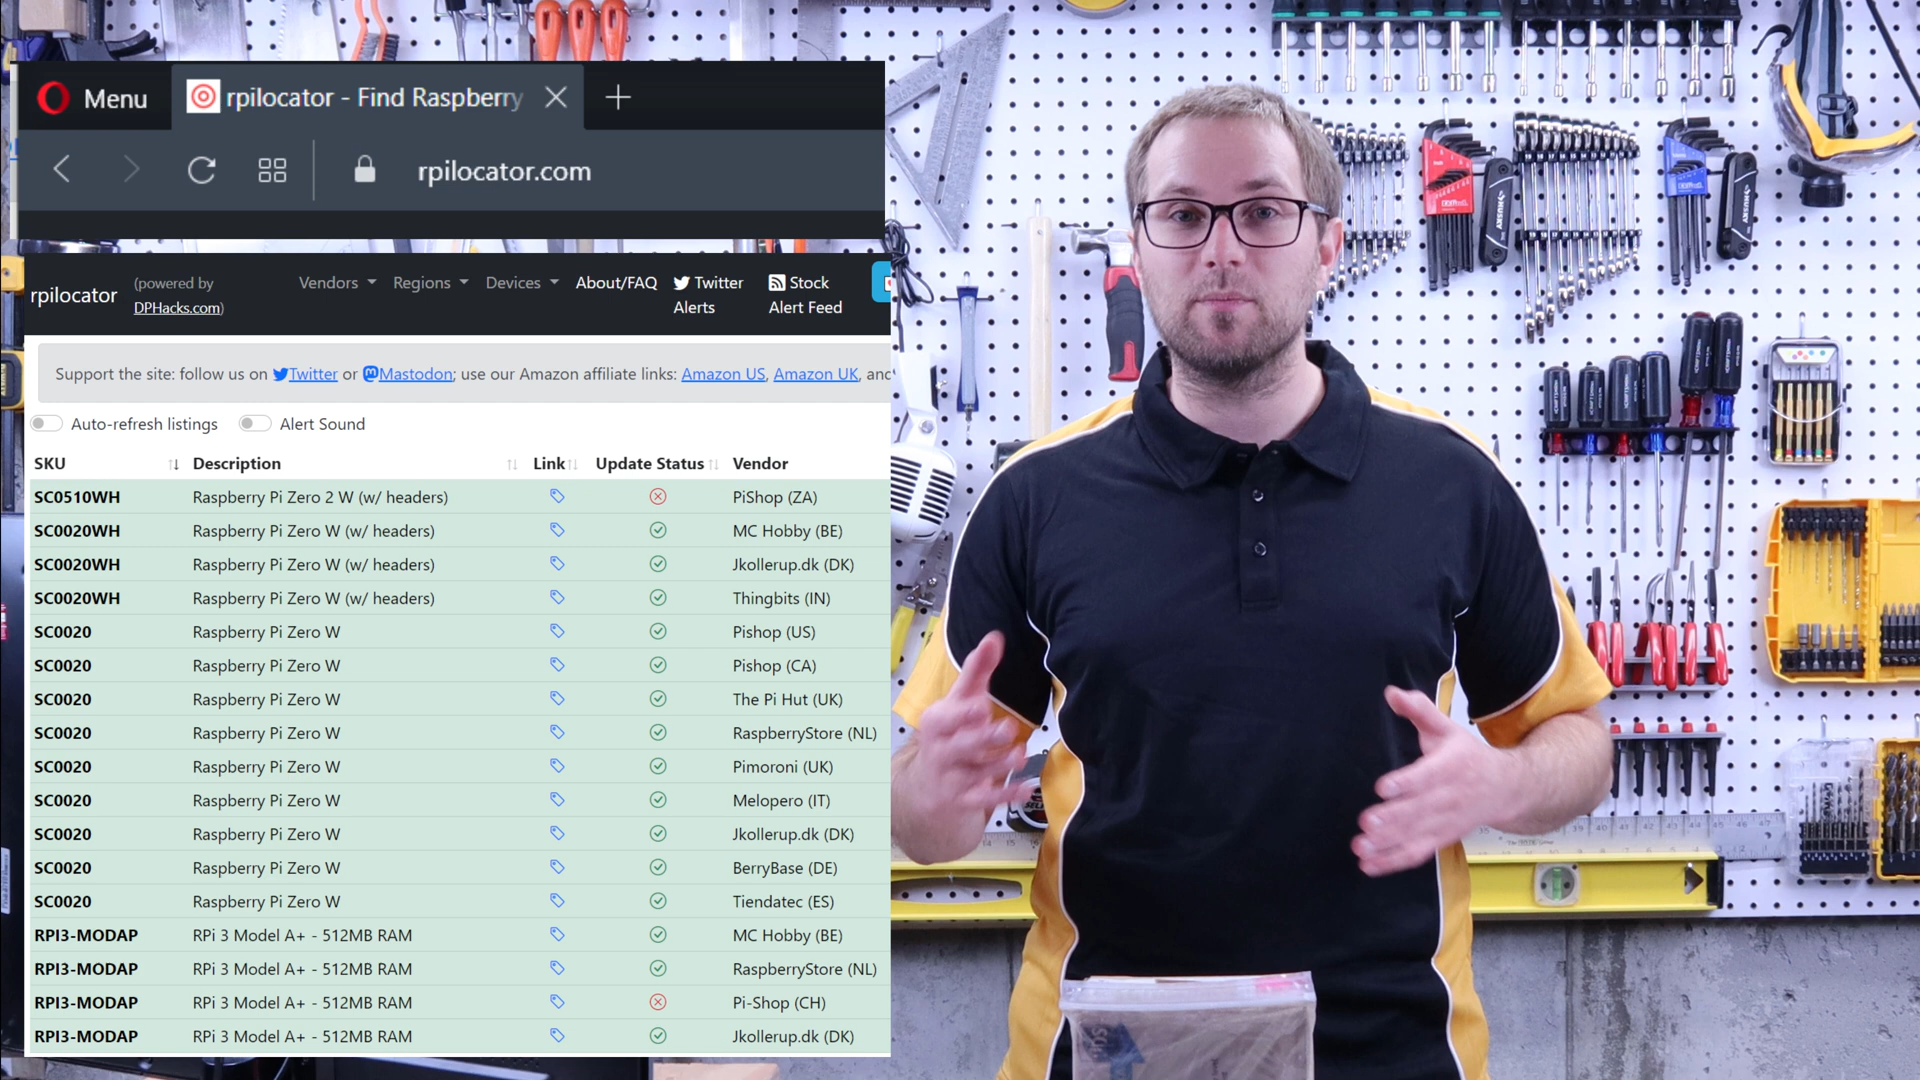 Menu
rpilocator - Find Raspberry
rpilocator.com
rpilocator (powered by DPHacks.com) Vendors Regions Devices About/FAQ Twitter Alerts Stock Alert Feed
Support the site: follow us on Twitter or Mastodon; use our Amazon affiliate links: Amazon US, Amazon UK, and
Auto-refresh listings Alert Sound
SKU Description Link Update Status Vendor
SC0510WH Raspberry Pi Zero 2 W (w/ headers) PiShop (ZA)
SC0020WH Raspberry Pi Zero W (w/ headers) MC Hobby (BE)
SC0020WH Raspberry Pi Zero W (w/ headers) Jkollerup.dk (DK)
SC0020WH Raspberry Pi Zero W (w/ headers) Thingbits (IN)
SC0020 Raspberry Pi Zero W Pishop (US)
SC0020 Raspberry Pi Zero W Pishop (CA)
SC0020 Raspberry Pi Zero W The Pi Hut (UK)
SC0020 Raspberry Pi Zero W RaspberryStore (NL)
SC0020 Raspberry Pi Zero W Pimoroni (UK)
SC0020 Raspberry Pi Zero W Melopero (IT)
SC0020 Raspberry Pi Zero W Jkollerup.dk (DK)
SC0020 Raspberry Pi Zero W BerryBase (DE)
SC0020 Raspberry Pi Zero W Tiendatec (ES)
RPI3-MODAP RPi 3 Model A+ - 512MB RAM MC Hobby (BE)
RPI3-MODAP RPi 3 Model A+ - 512MB RAM RaspberryStore (NL)
RPI3-MODAP RPi 3 Model A+ - 512MB RAM Pi-Shop (CH)
RPI3-MODAP RPi 3 Model A+ - 512MB RAM Jkollerup.dk (DK)
HUSKY
HUSKY